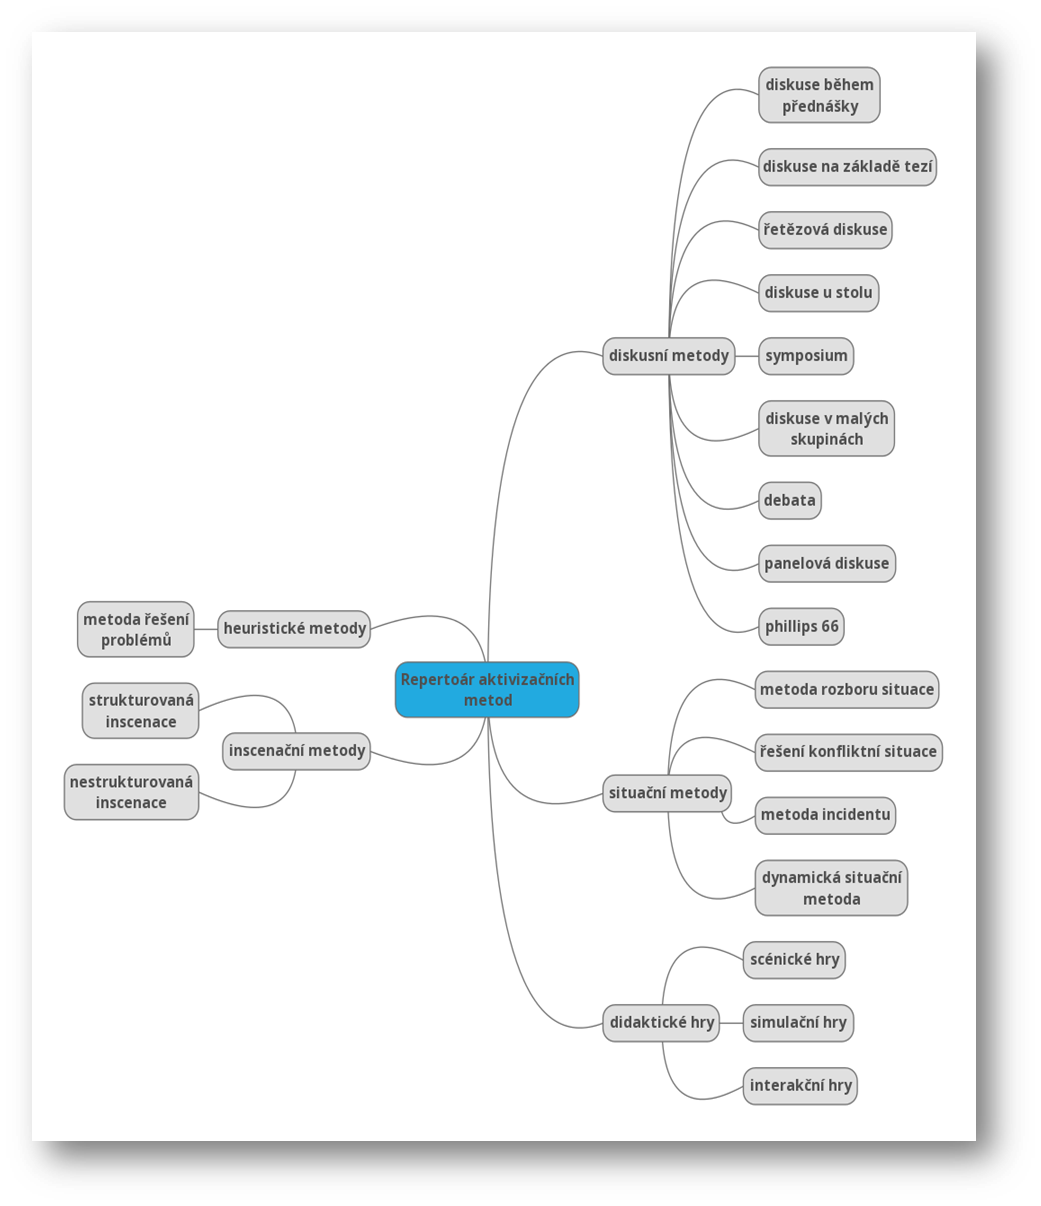 Repertoár aktivizačních
metod
diskusní metody
diskuse během
přednášky
diskuse na základě tezí
řetězová diskuse
diskuse u stolu
symposium
diskuse v malých
skupinách
debata
panelová diskuse
phillips 66
situační metody
metoda rozboru situace
řešení konfliktní situace
metoda incidentu
dynamická situační
metoda
didaktické hry
scénické hry
simulační hry
interakční hry
heuristické metody
metoda řešení
problémů
inscenační metody
strukturovaná
inscenace
nestrukturovaná
inscenace